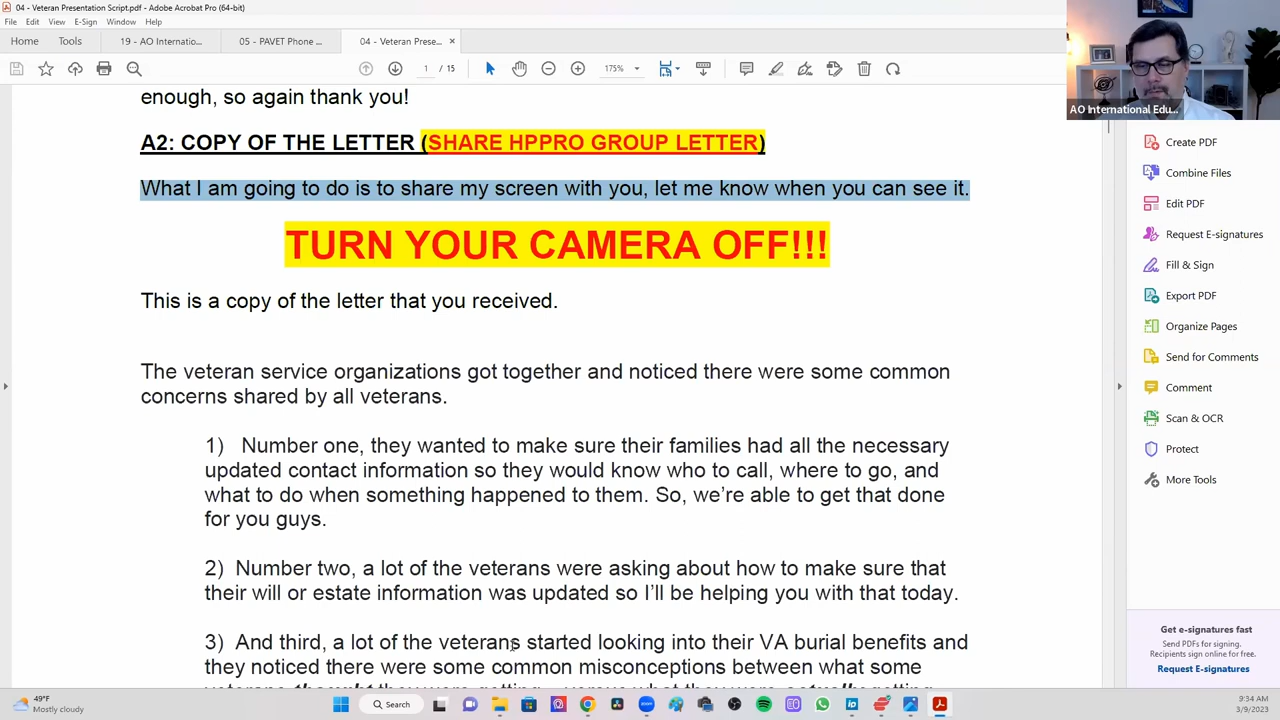 04 - Veteran Presentation Script.pdf - Adobe Acrobat Pro (64-bit)
File Edit View E-Sign Window Help
Home Tools 19 - AO Internatio... 05 - PAVET Phone ... 04 - Veteran Prese... ×
/ 15 175%
AO International Edu...
enough, so again thank you!
A2: COPY OF THE LETTER (SHARE HPPRO GROUP LETTER)
What I am going to do is to share my screen with you, let me know when you can see it.
TURN YOUR CAMERA OFF!!!
This is a copy of the letter that you received.
The veteran service organizations got together and noticed there were some common
concerns shared by all veterans.
1) Number one, they wanted to make sure their families had all the necessary
updated contact information so they would know who to call, where to go, and
what to do when something happened to them. So, we're able to get that done
for you guys.
2) Number two, a lot of the veterans were asking about how to make sure that
their will or estate information was updated so I'll be helping you with that today.
3) And third, a lot of the veterans started looking into their VA burial benefits and
they noticed there were some common misconceptions between what some
Create PDF
Combine Files
Edit PDF
Request E-signatures
Fill & Sign
Export PDF
Organize Pages
Send for Comments
Comment
Scan & OCR
Protect
More Tools
Get e-signatures fast
Send PDFs for signing.
Recipients sign online for free.
Request E-signatures
49°F
Mostly cloudy
Search
9:34 AM
3/9/2023